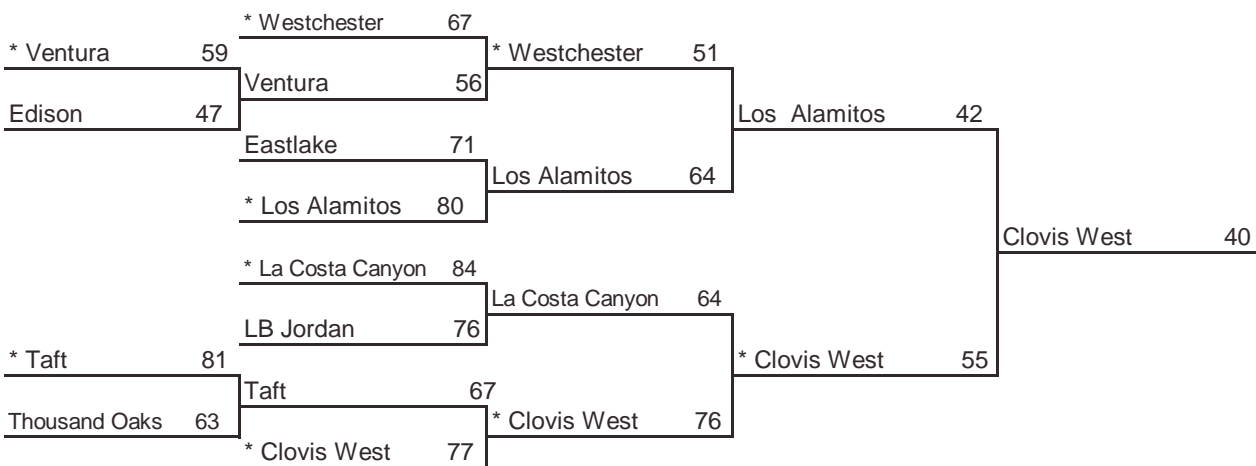 * Westchester 67
* Ventura 59
* Westchester 51
Ventura 56
Edison 47
Los Alamitos 42
Eastlake 71
Los Alamitos 64
* Los Alamitos 80
Clovis West 40
* La Costa Canyon 84
La Costa Canyon 64
LB Jordan 76
* Taft 81
* Clovis West 55
Taft 67
Thousand Oaks 63
* Clovis West 76
* Clovis West 77